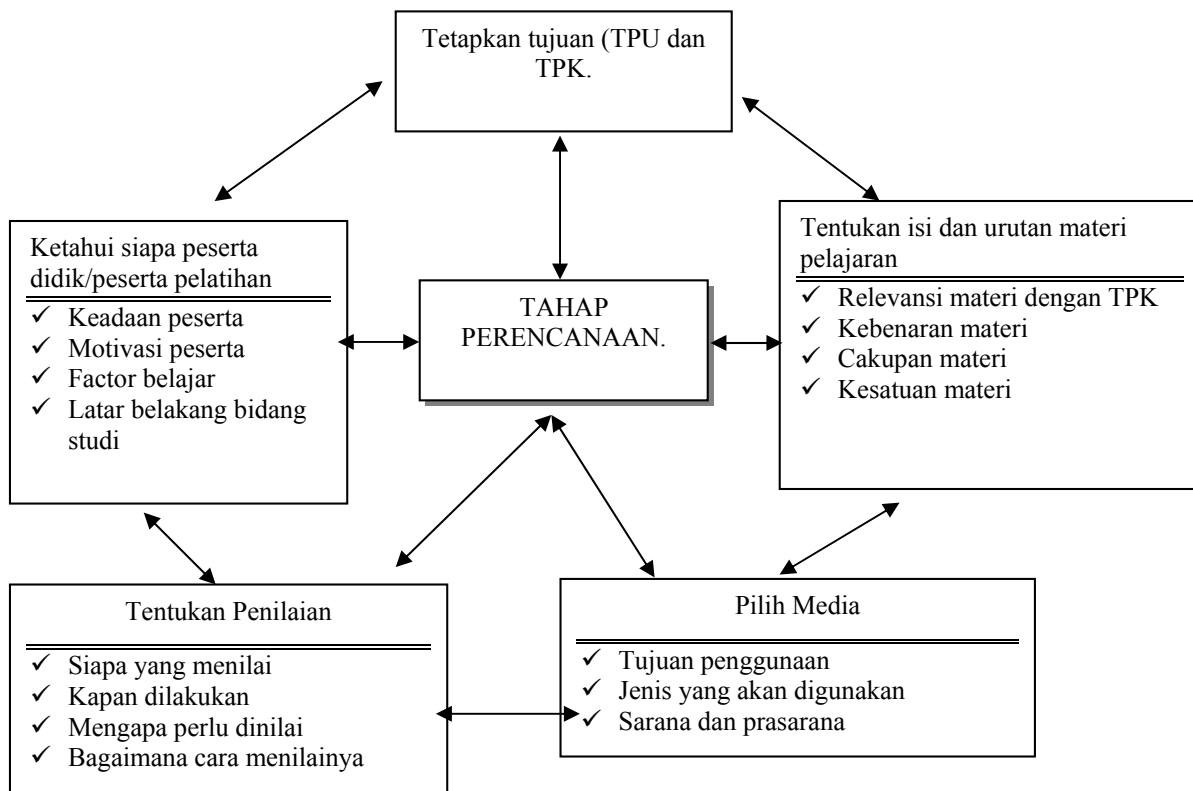 Tetapkan tujuan (TPU dan
TPK.
Ketahui siapa peserta
didik/peserta pelatihan
✓ Keadaan peserta
✓ Motivasi peserta
✓ Factor belajar
✓ Latar belakang bidang
studi
TAHAP
PERENCANAAN.
Tentukan isi dan urutan materi
pelajaran
✓ Relevansi materi dengan TPK
✓ Kebenaran materi
✓ Cakupan materi
✓ Kesatuan materi
Tentukan Penilaian
✓ Siapa yang menilai
✓ Kapan dilakukan
✓ Mengapa perlu dinilai
✓ Bagaimana cara menilainya
Pilih Media
✓ Tujuan penggunaan
✓ Jenis yang akan digunakan
✓ Sarana dan prasarana